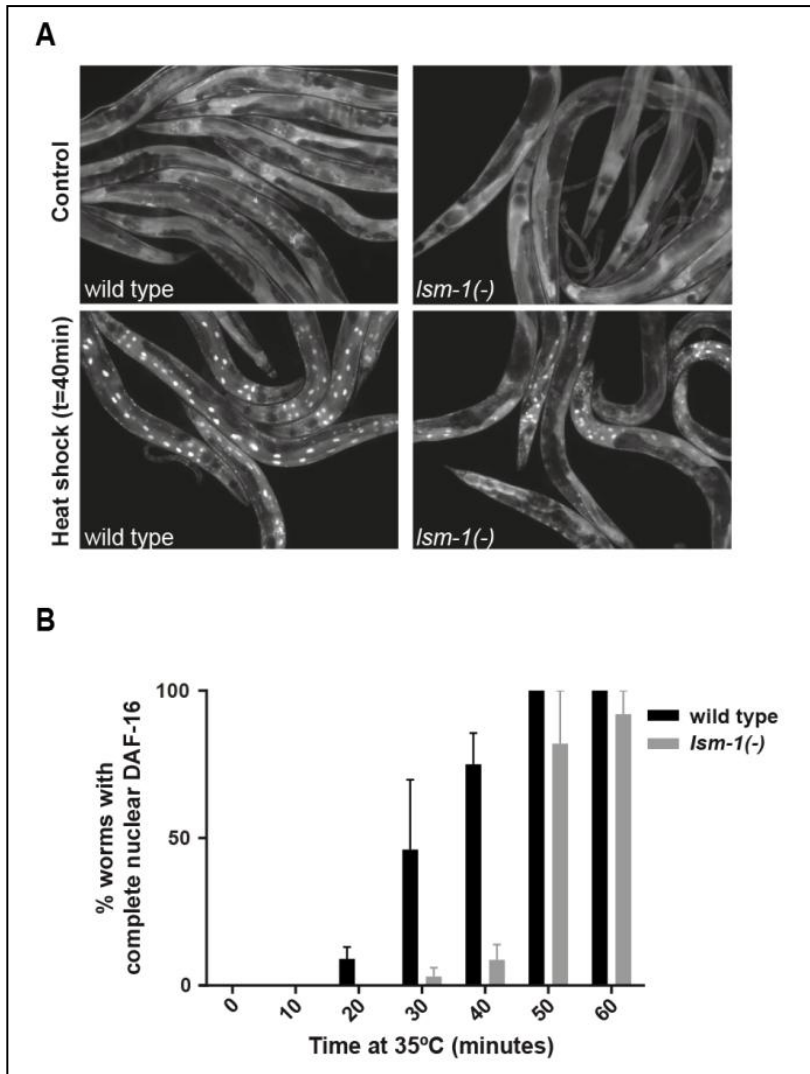 A
Control
wild type
lsm-1(-)
Heat shock (t=40min)
wild type
lsm-1(-)
B
% worms with
complete nuclear DAF-16
100
50
0
wild type
lsm-1(-)
0 10 20 30 40 50 60
Time at 35ºC (minutes)